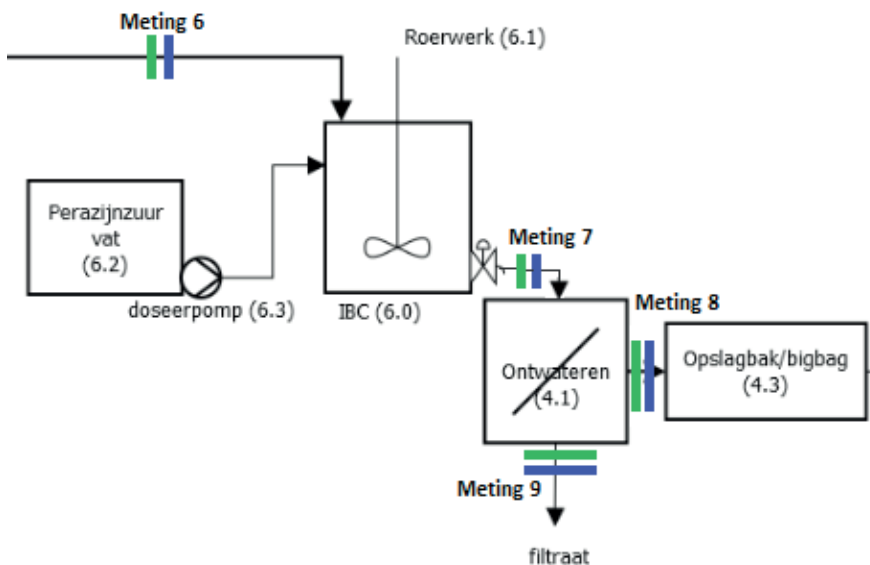 Meting 6
Roerwerk (6.1)
Perazijnzuur
vat
(6.2)
doseerpomp (6.3)
IBC (6.0)
Meting 7
Meting 8
Ontwateren
(4.1)
Opslagbak/bigbag
(4.3)
Meting 9
filtraat